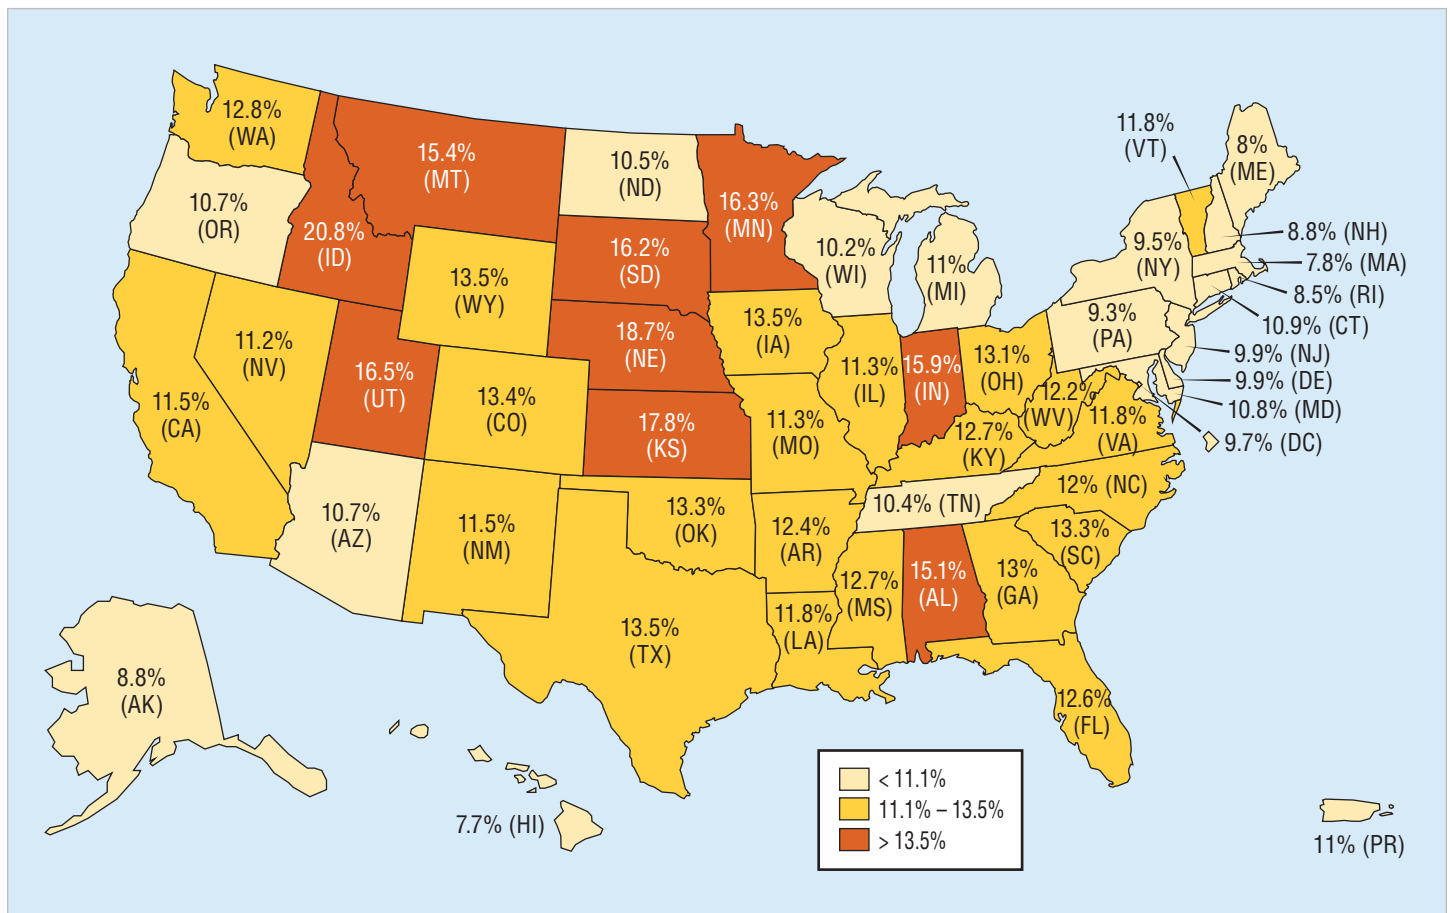 12.8%
(WA)
10.7%
(OR)
11.5%
(CA)
11.2%
(NV)
20.8%
(ID)
15.4%
(MT)
13.5%
(WY)
16.5%
(UT)
13.4%
(CO)
10.7%
(AZ)
11.5%
(NM)
10.5%
(ND)
16.2%
(SD)
18.7%
(NE)
17.8%
(KS)
13.3%
(OK)
13.5%
(TX)
16.3%
(MN)
13.5%
(IA)
11.3%
(MO)
12.4%
(AR)
11.8%
(LA)
10.2%
(WI)
11.3%
(IL)
11%
(MI)
15.9%
(IN)
13.1%
(OH)
12.7%
(KY)
10.4% (TN)
12.7%
(MS)
15.1%
(AL)
13%
(GA)
12.6%
(FL)
13.3%
(SC)
12% (NC)
11.8%
(VA)
12.2%
(WV)
9.3%
(PA)
9.5%
(NY)
11.8%
(VT)
8%
(ME)
8.8% (NH)
7.8% (MA)
8.5% (RI)
10.9% (CT)
9.9% (NJ)
9.9% (DE)
10.8% (MD)
9.7% (DC)
8.8%
(AK)
7.7% (HI)
11% (PR)
< 11.1%
11.1% – 13.5%
> 13.5%